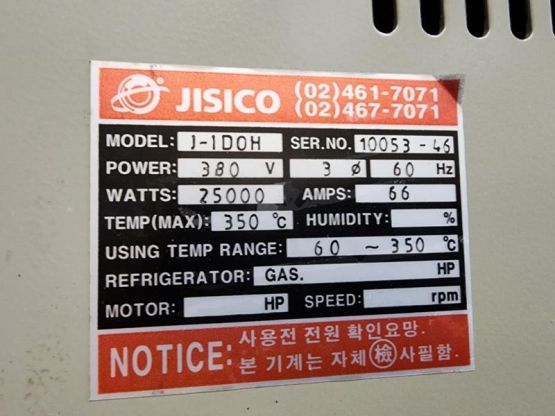 JISICO (02)461-7071
(02)467-7071
MODEL: J-1DOH SER.NO. 10053-46
POWER: 380 V 3 ø 60 Hz
WATTS: 25000 AMPS: 66
TEMP(MAX): 350 °C HUMIDITY: %
USING TEMP RANGE: 60 ~ 350 °C
REFRIGERATOR: GAS. HP
MOTOR: HP SPEED: rpm
NOTICE: 사용전 전원 확인요망.
본 기계는 자체 檢 사필함.